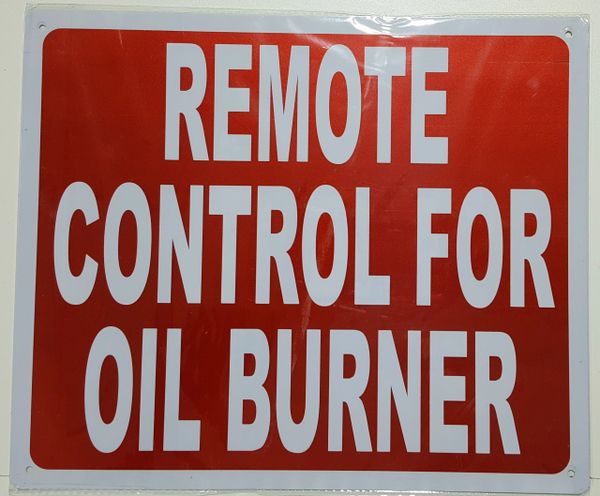 REMOTE
CONTROL FOR
OIL BURNER